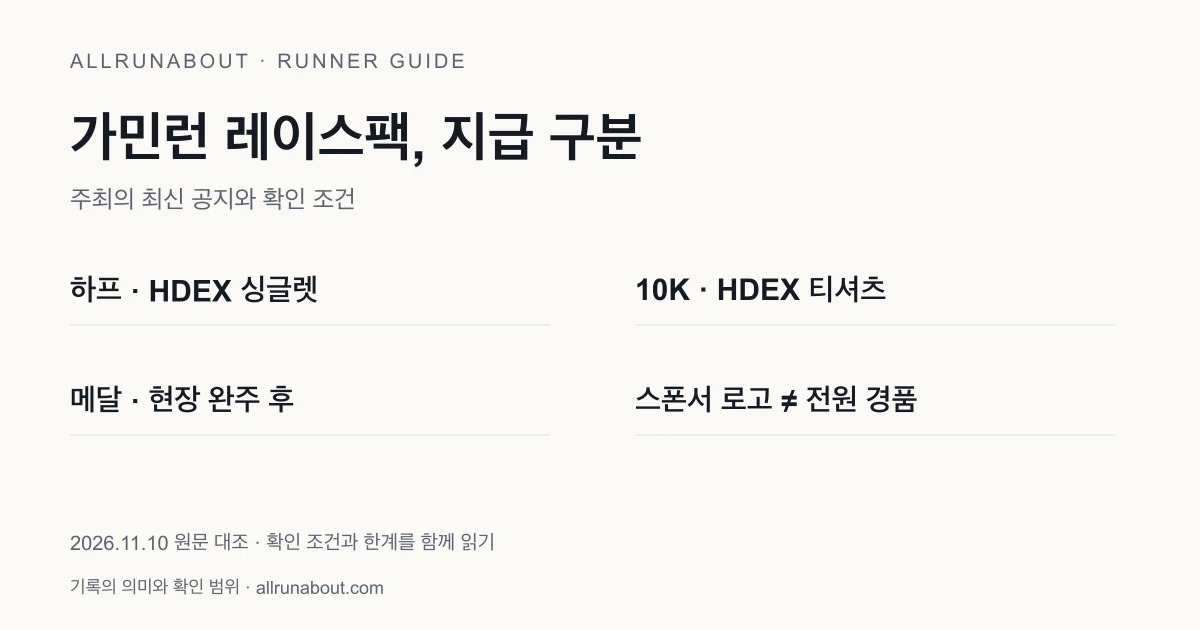 ALLRUNABOUT · RUNNER GUIDE
가민런 레이스팩, 지급 구분
주최의 최신 공지와 확인 조건
하프 · HDEX 싱글렛
10K · HDEX 티셔츠
메달 · 현장 완주 후
스폰서 로고 ≠ 전원 경품
2026.11.10 원문 대조 · 확인 조건과 한계를 함께 읽기
기록의 의미와 확인 범위 · allrunabout.com